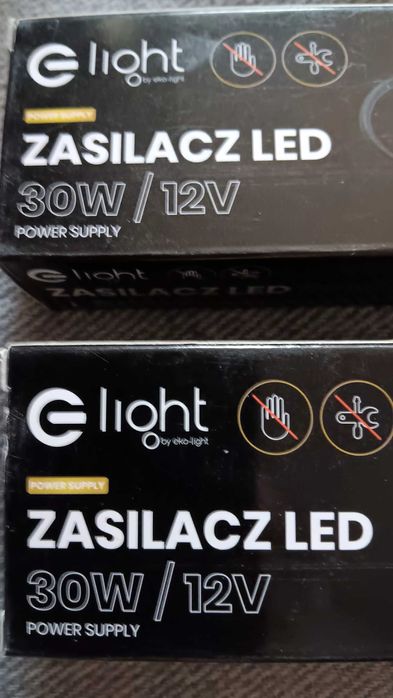 light
by eko-light
POWER SUPPLY
ZASILACZ LED
30W / 12V
POWER SUPPLY
light
ZASILACZ LED
light
by eko-light
POWER SUPPLY
ZASILACZ LED
30W / 12V
POWER SUPPLY